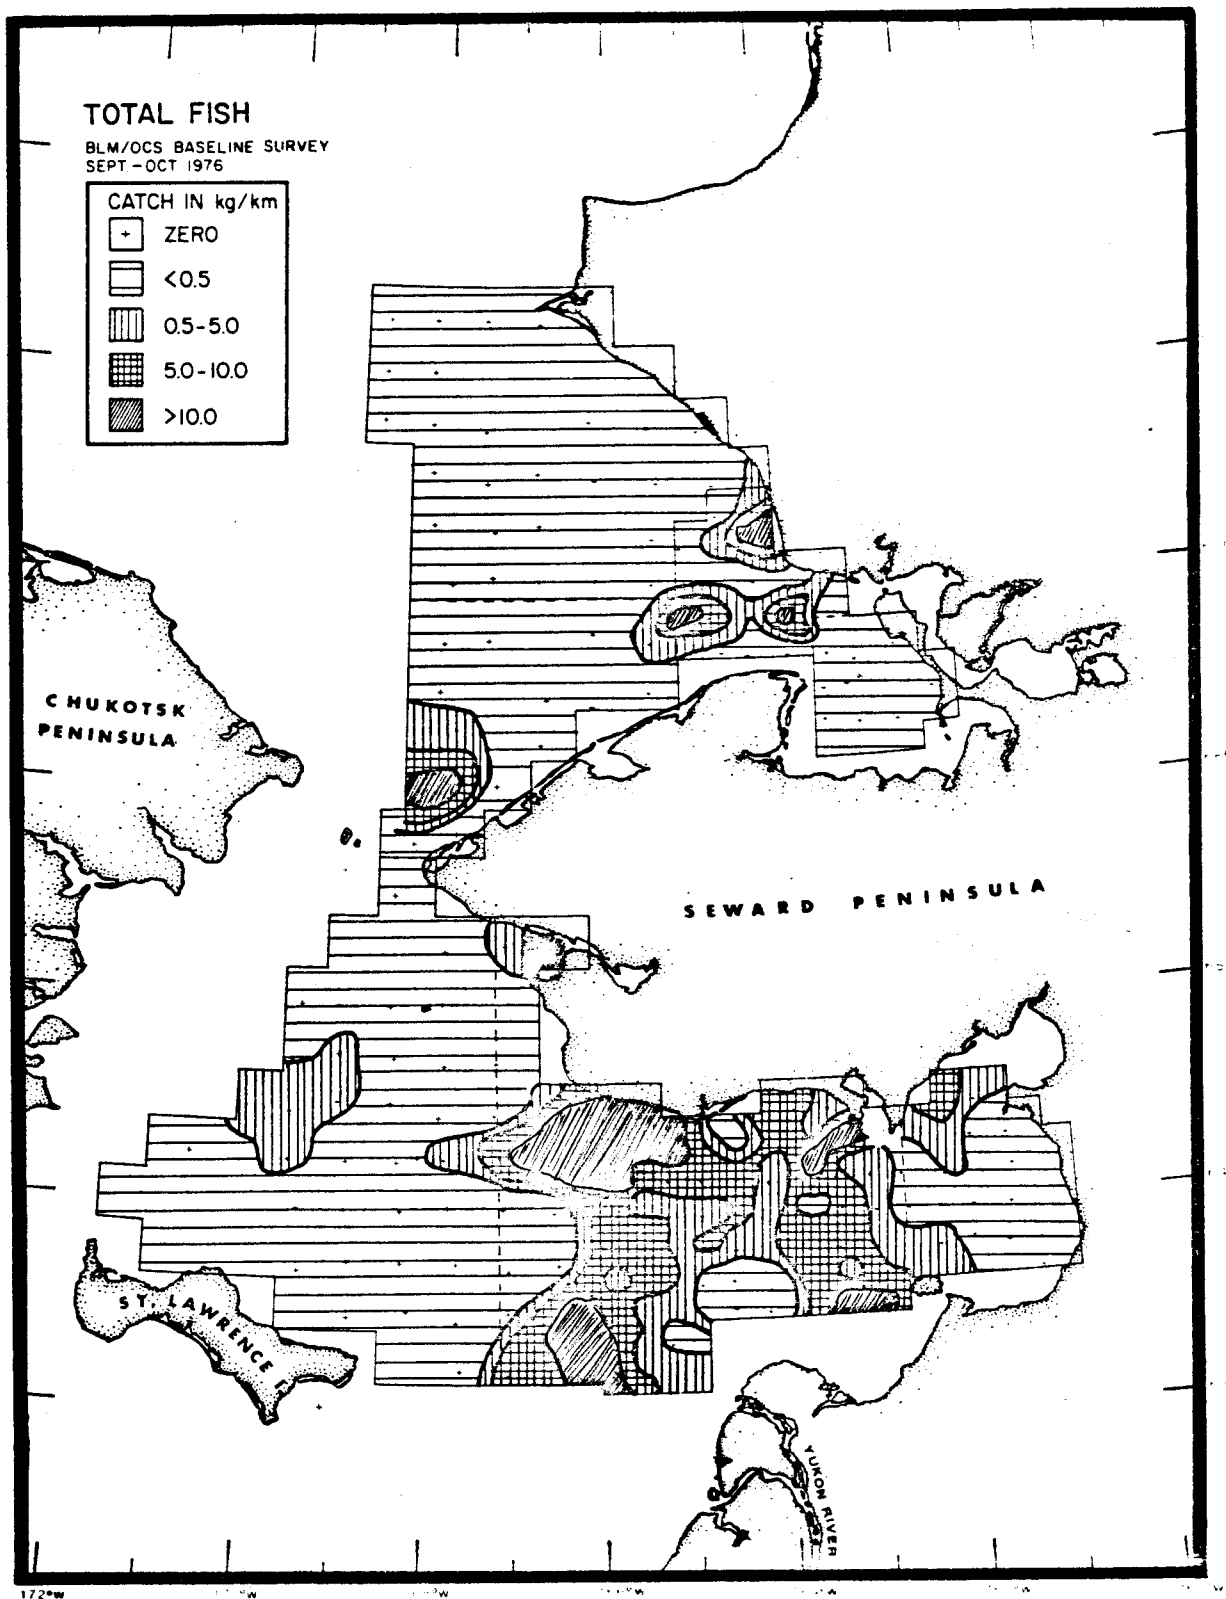 TOTAL FISH
BLM/OCS BASELINE SURVEY
SEPT.-OCT 1976
CATCH IN kg/km
ZERO
<0.5
0.5-5.0
5.0-10.0
>10.0
CHUKOTSK
PENINSULA
SEWARD PENINSULA
ST. LAWRENCE I.
YUKON RIVER
172°W